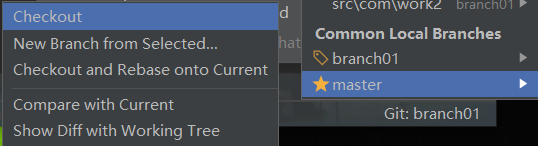 Checkout
New Branch from Selected...
Checkout and Rebase onto Current
Compare with Current
Show Diff with Working Tree
src\com\work2 branch01
Common Local Branches
branch01
master
Git: branch01